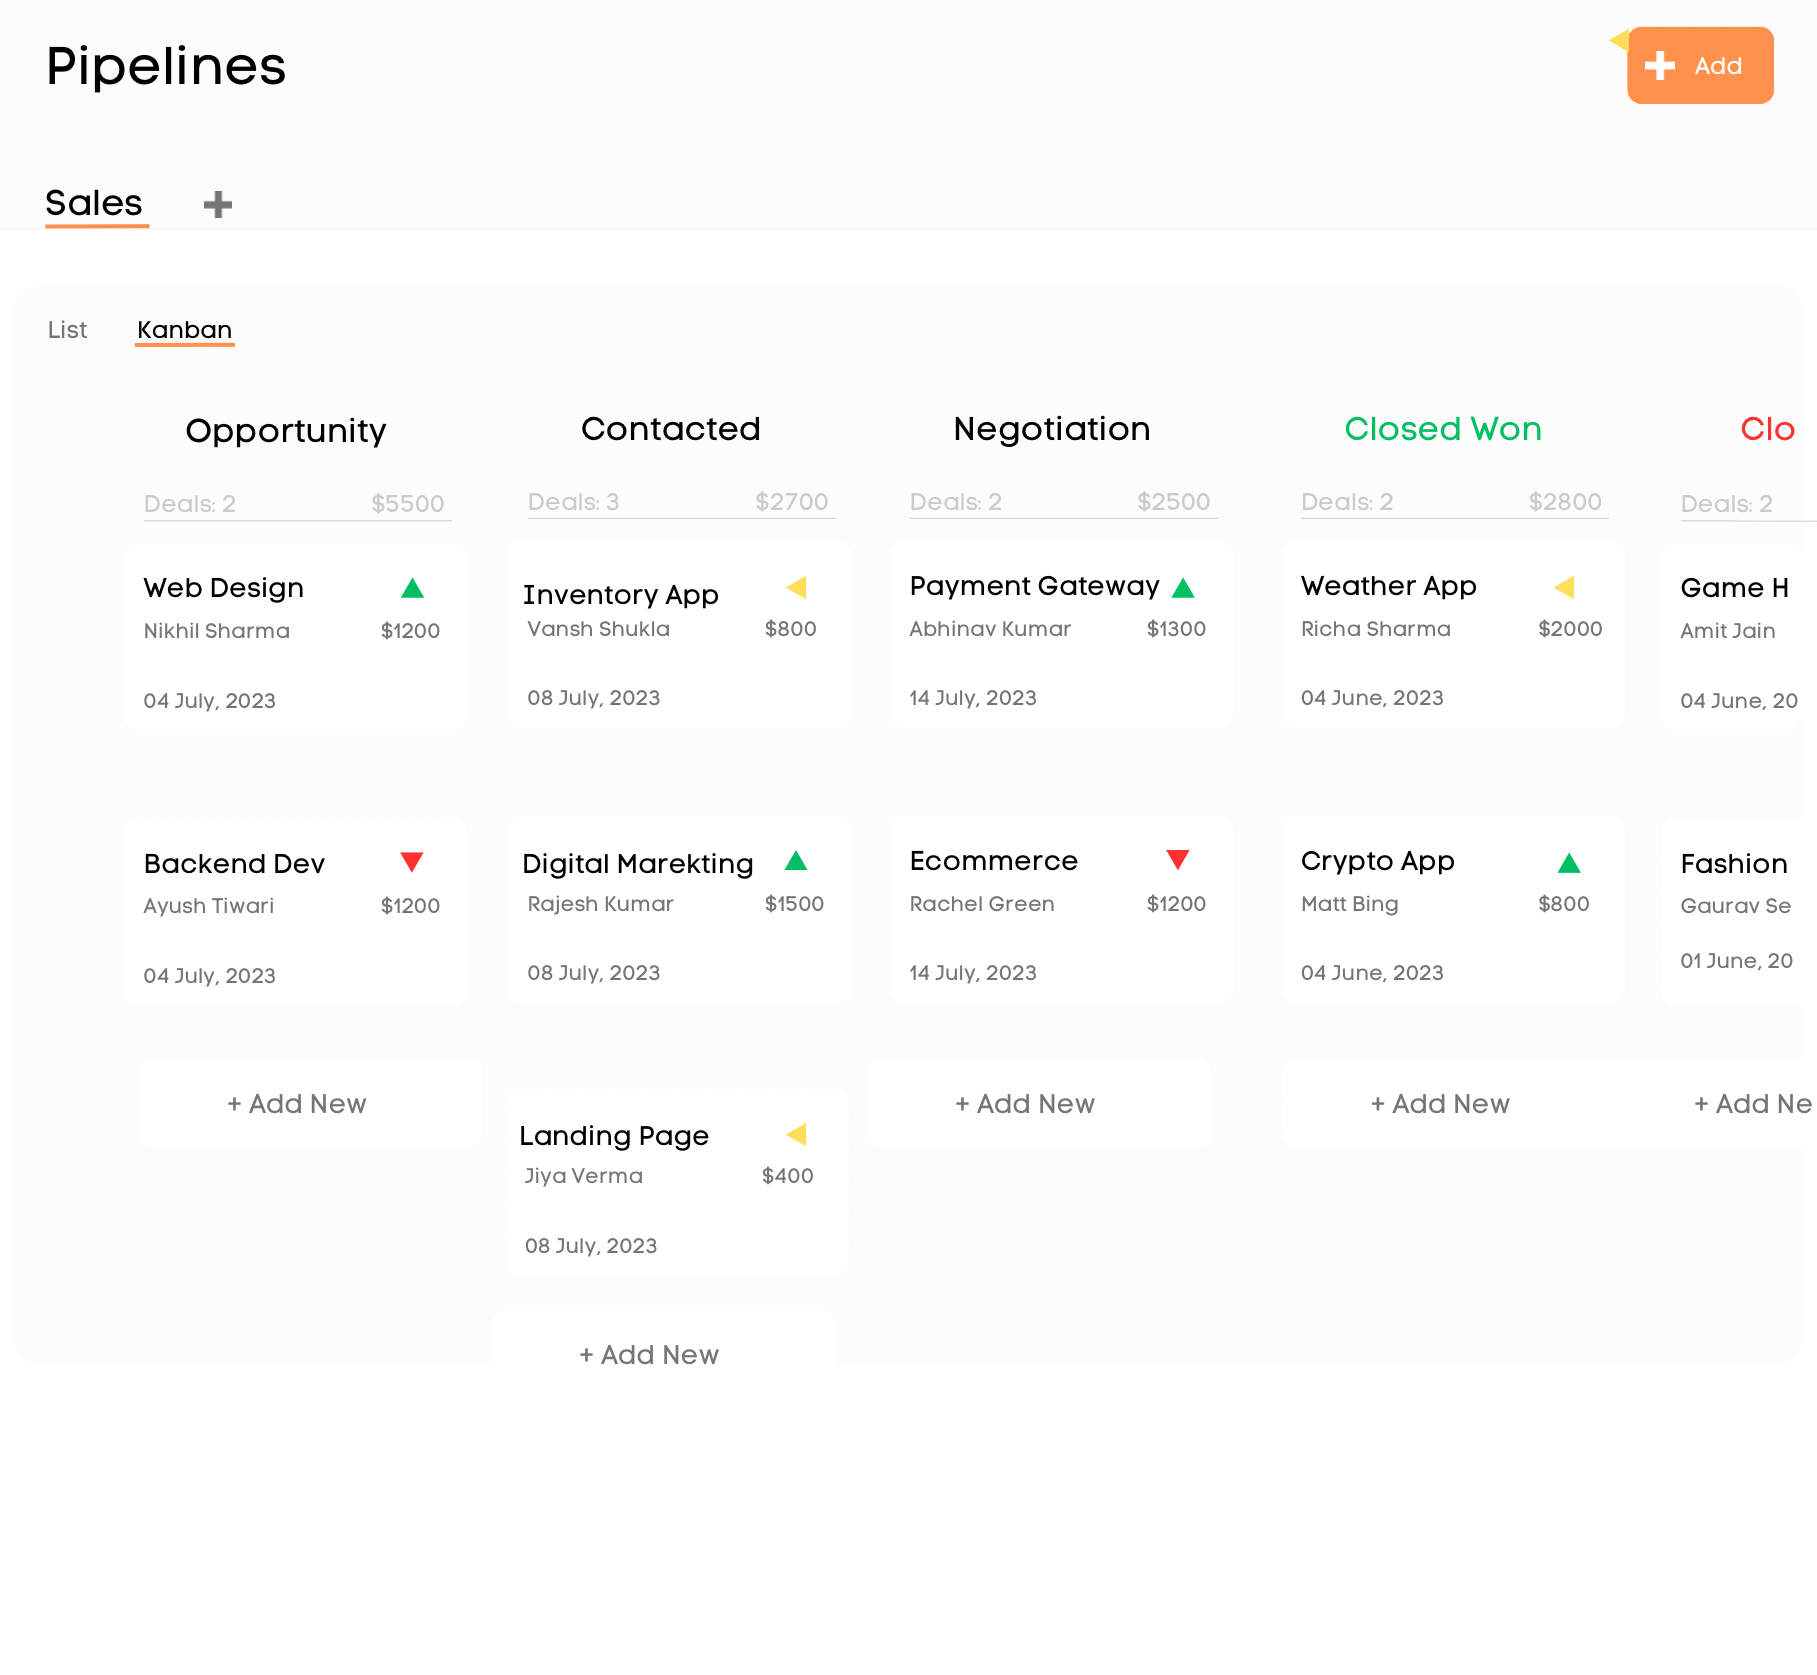 Pipelines
Add
Sales
List Kanban
Opportunity
Deals: 2 $5500
Web Design
Nikhil Sharma $1200
04 July, 2023
Backend Dev
Ayush Tiwari $1200
04 July, 2023
+ Add New
Contacted
Deals: 3 $2700
Inventory App
Vansh Shukla $800
08 July, 2023
Digital Marekting
Rajesh Kumar $1500
08 July, 2023
Landing Page
Jiya Verma $400
08 July, 2023
+ Add New
Negotiation
Deals: 2 $2500
Payment Gateway
Abhinav Kumar $1300
14 July, 2023
Ecommerce
Rachel Green $1200
14 July, 2023
+ Add New
Closed Won
Deals: 2 $2800
Weather App
Richa Sharma $2000
04 June, 2023
Crypto App
Matt Bing $800
04 June, 2023
+ Add New
Clo
Deals: 2
Game H
Amit Jain
04 June, 20
Fashion
Gaurav Se
01 June, 20
+ Add Ne